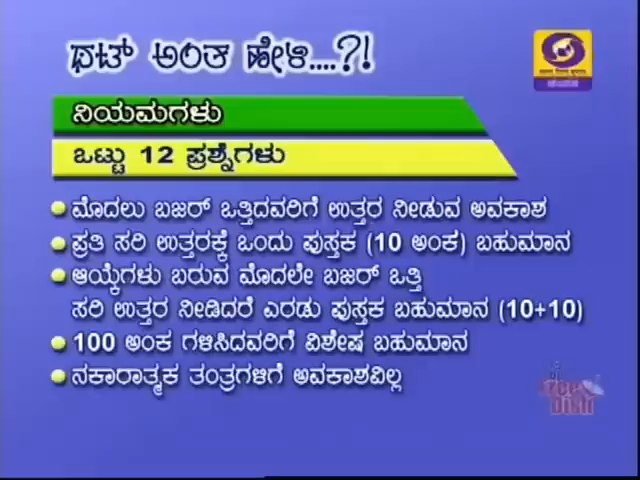 ಥಟ್ ಅಂತ ಹೇಳಿ....?!
ನಿಯಮಗಳು
ಒಟ್ಟು 12 ಪ್ರಶ್ನೆಗಳು
ಮೊದಲು ಬಜರ್ ಒತ್ತಿದವರಿಗೆ ಉತ್ತರ ನೀಡುವ ಅವಕಾಶ
ಪ್ರತಿ ಸರಿ ಉತ್ತರಕ್ಕೆ ಒಂದು ಪುಸ್ತಕ (10 ಅಂಕ) ಬಹುಮಾನ
ಆಯ್ಕೆಗಳು ಬರುವ ಮೊದಲೇ ಬಜರ್ ಒತ್ತಿ
ಸರಿ ಉತ್ತರ ನೀಡಿದರೆ ಎರಡು ಪುಸ್ತಕ ಬಹುಮಾನ (10+10)
100 ಅಂಕ ಗಳಿಸಿದವರಿಗೆ ವಿಶೇಷ ಬಹುಮಾನ
ನಕಾರಾತ್ಮಕ ತಂತ್ರಗಳಿಗೆ ಅವಕಾಶವಿಲ್ಲ
Dish